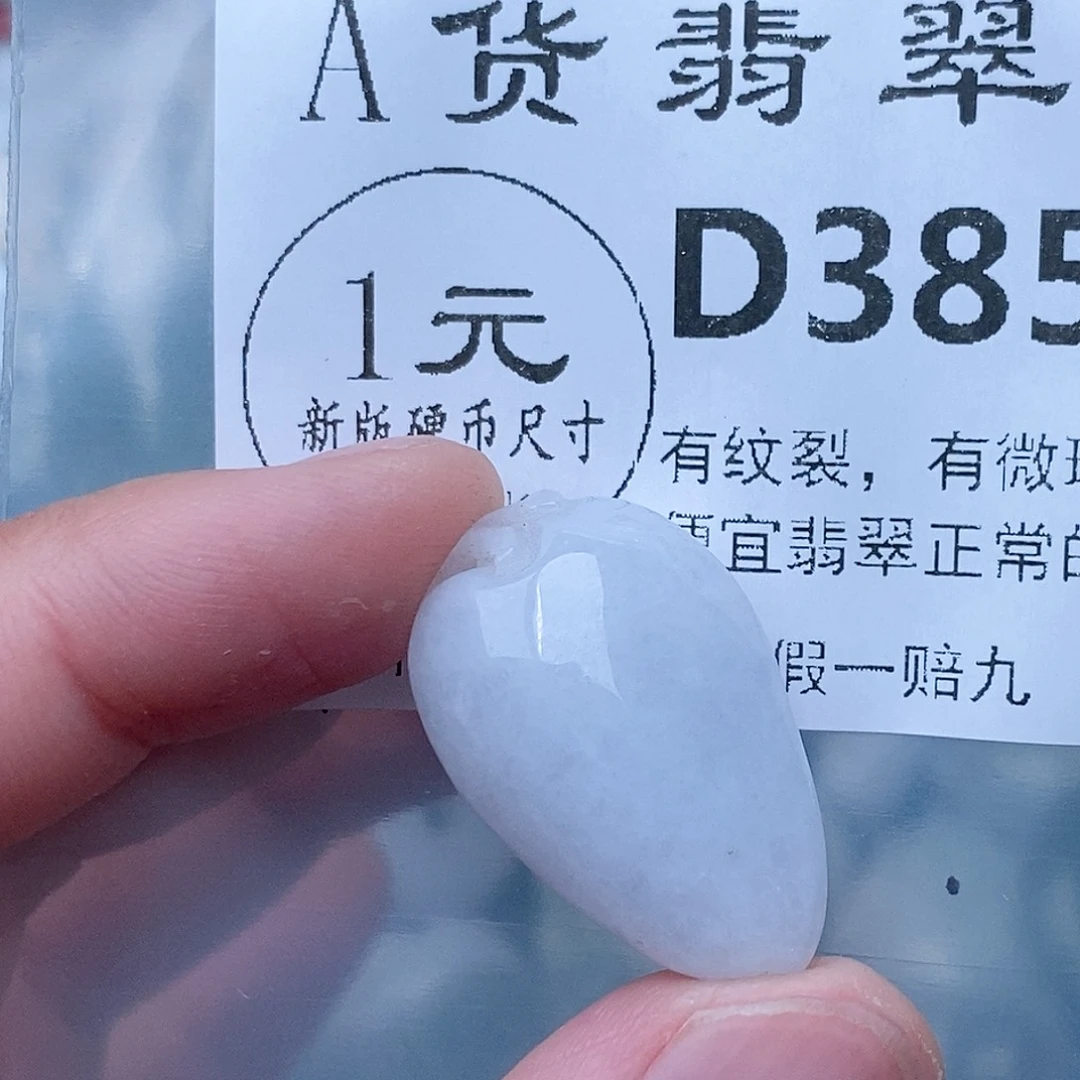 A货翡翠
1元
新版硬币尺寸
D385
有纹裂，有微
便宜翡翠正常的
假一赔九